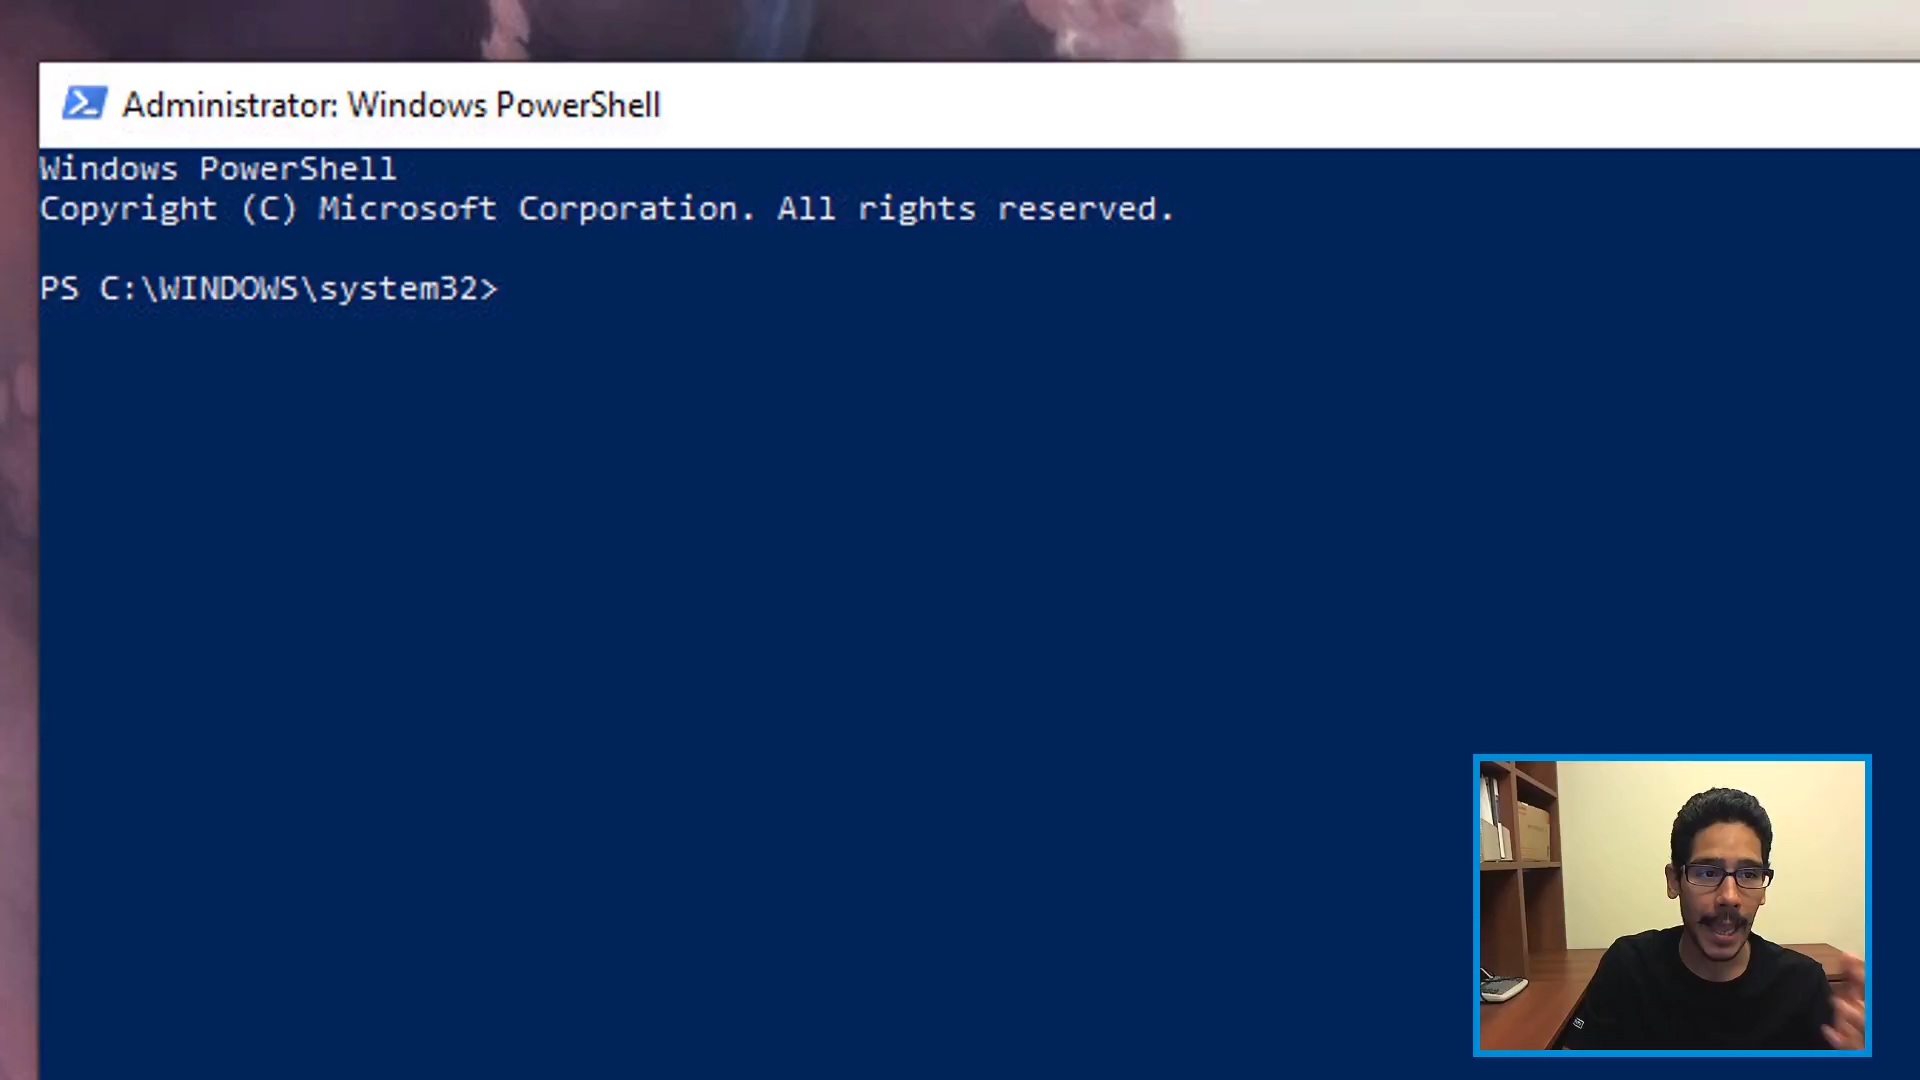 Administrator: Windows PowerShell
Windows PowerShell
Copyright (C) Microsoft Corporation. All rights reserved.
PS C:\WINDOWS\system32>